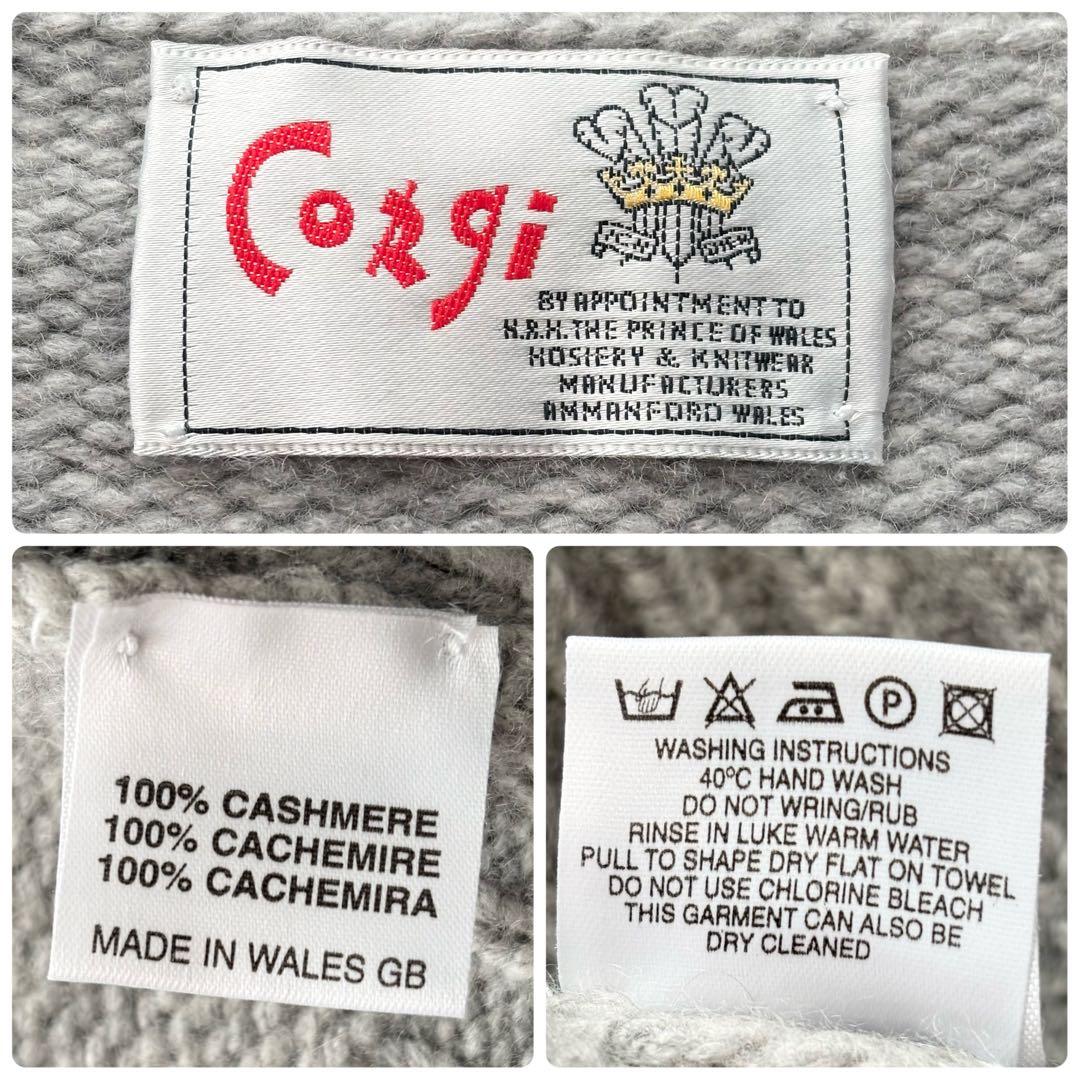 Corgi
BY APPOINTMENT TO
H.R.H. THE PRINCE OF WALES
HOSIERY & KNITWEAR
MANUFACTURERS
AMMANFORD WALES
100% CASHMERE
100% CACHEMIRE
100% CACHEMIRA
MADE IN WALES GB
P
WASHING INSTRUCTIONS
40°C HAND WASH
DO NOT WRING/RUB
RINSE IN LUKE WARM WATER
PULL TO SHAPE DRY FLAT ON TOWEL
DO NOT USE CHLORINE BLEACH
THIS GARMENT CAN ALSO BE
DRY CLEANED